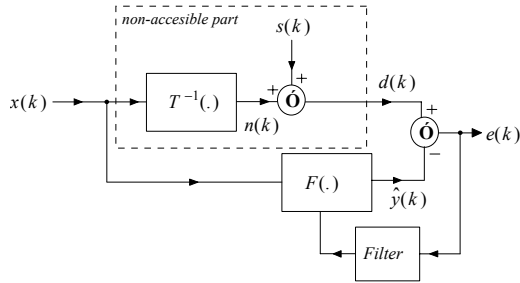 non-accesible part
s(k)
x(k)
T⁻¹(.)
+
+
Ó
n(k)
d(k)
+
Ó
−
e(k)
F(.)
ŷ(k)
Filter